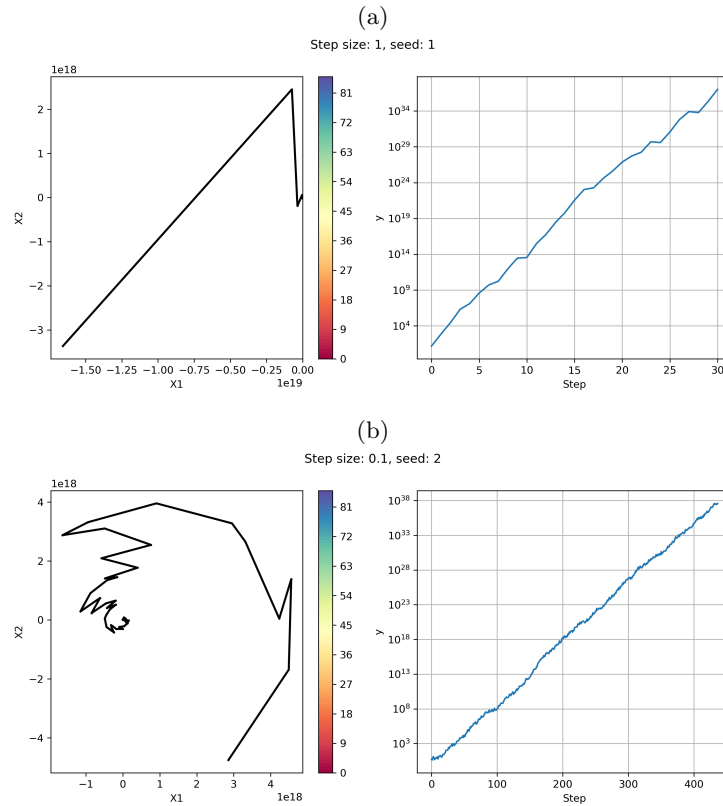 (a)
Step size: 1, seed: 1
1e18
2
1
0
−1
−2
−3
X2
−1.50 −1.25 −1.00 −0.75 −0.50 −0.25 0.00
1e19
X1
81
72
63
54
45
36
27
18
9
0
10^34
10^29
10^24
10^19
10^14
10^9
10^4
y
0 5 10 15 20 25 30
Step
(b)
Step size: 0.1, seed: 2
1e18
4
2
0
−2
−4
X2
−1 0 1 2 3 4
1e18
X1
81
72
63
54
45
36
27
18
9
0
10^38
10^33
10^28
10^23
10^18
10^13
10^8
10^3
y
0 100 200 300 400
Step